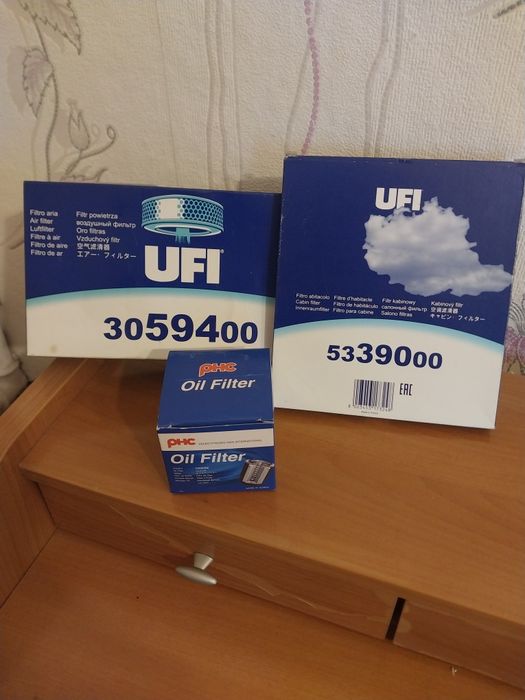 Filtro aria
Air filter
Luftfilter
Filtre à air
Filtro de aire
Filtro de ar
Filtr powietrza
воздушный фильтр
Oro filtras
Vzduchový filtr
空气滤清器
エアー・フィルター
UFI
3059400
UFI
Filtro abitacolo
Cabin filter
Innenraumfilter
Filtre d'habitacle
Filtro de habitáculo
Filtro para cabine
Filtr kabinowy
салонный фильтр
Salono filtras
Kabinový filtr
空调滤清器
キャビン・フィルター
5339000
EAC
PHC
Oil Filter
PHC
Oil Filter